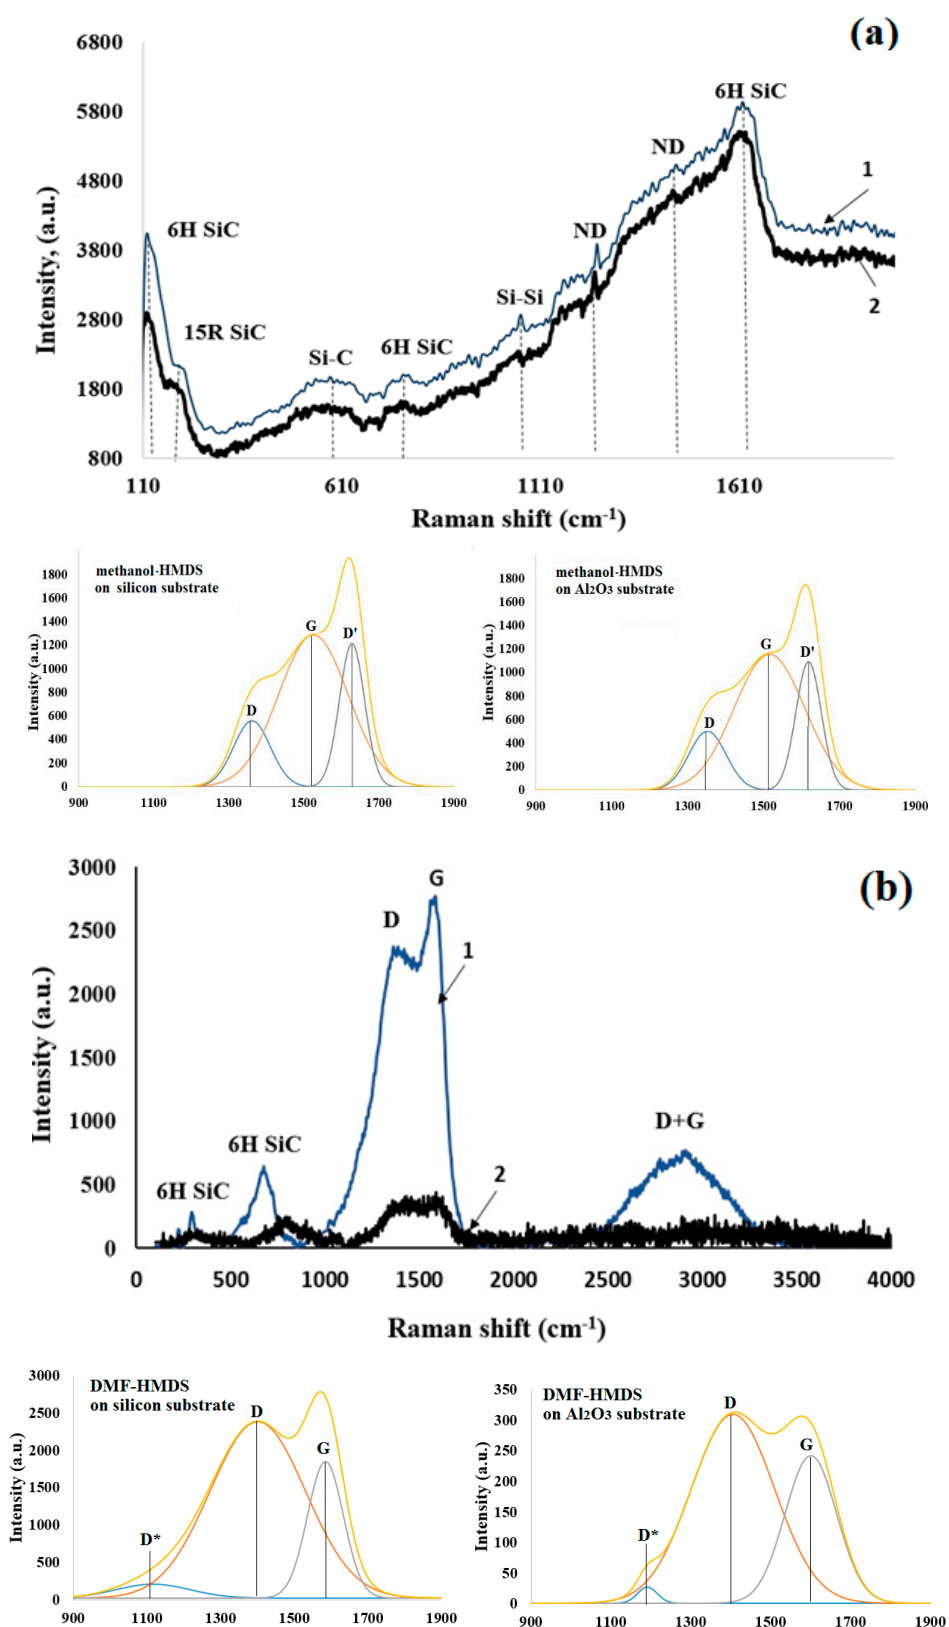 (a)
6800
5800
4800
3800
2800
1800
800
Intensity, (a.u.)
6H SiC
15R SiC
Si-C
6H SiC
Si-Si
ND
ND
6H SiC
1
2
110
610
1110
1610
Raman shift (cm-1)
methanol-HMDS
on silicon substrate
1800
1600
1400
1200
1000
800
600
400
200
0
Intensity (a.u.)
D
G
D'
900
1100
1300
1500
1700
1900
methanol-HMDS
on Al2O3 substrate
1800
1600
1400
1200
1000
800
600
400
200
0
Intensity (a.u.)
D
G
D'
900
1100
1300
1500
1700
1900
(b)
3000
2500
2000
1500
1000
500
0
Intensity (a.u.)
6H SiC
6H SiC
D
G
1
D+G
2
0
500
1000
1500
2000
2500
3000
3500
4000
Raman shift (cm-1)
DMF-HMDS
on silicon substrate
3000
2500
2000
1500
1000
500
0
Intensity (a.u.)
D*
D
G
900
1100
1300
1500
1700
1900
DMF-HMDS
on Al2O3 substrate
350
300
250
200
150
100
50
0
Intensity (a.u.)
D*
D
G
900
1100
1300
1500
1700
1900